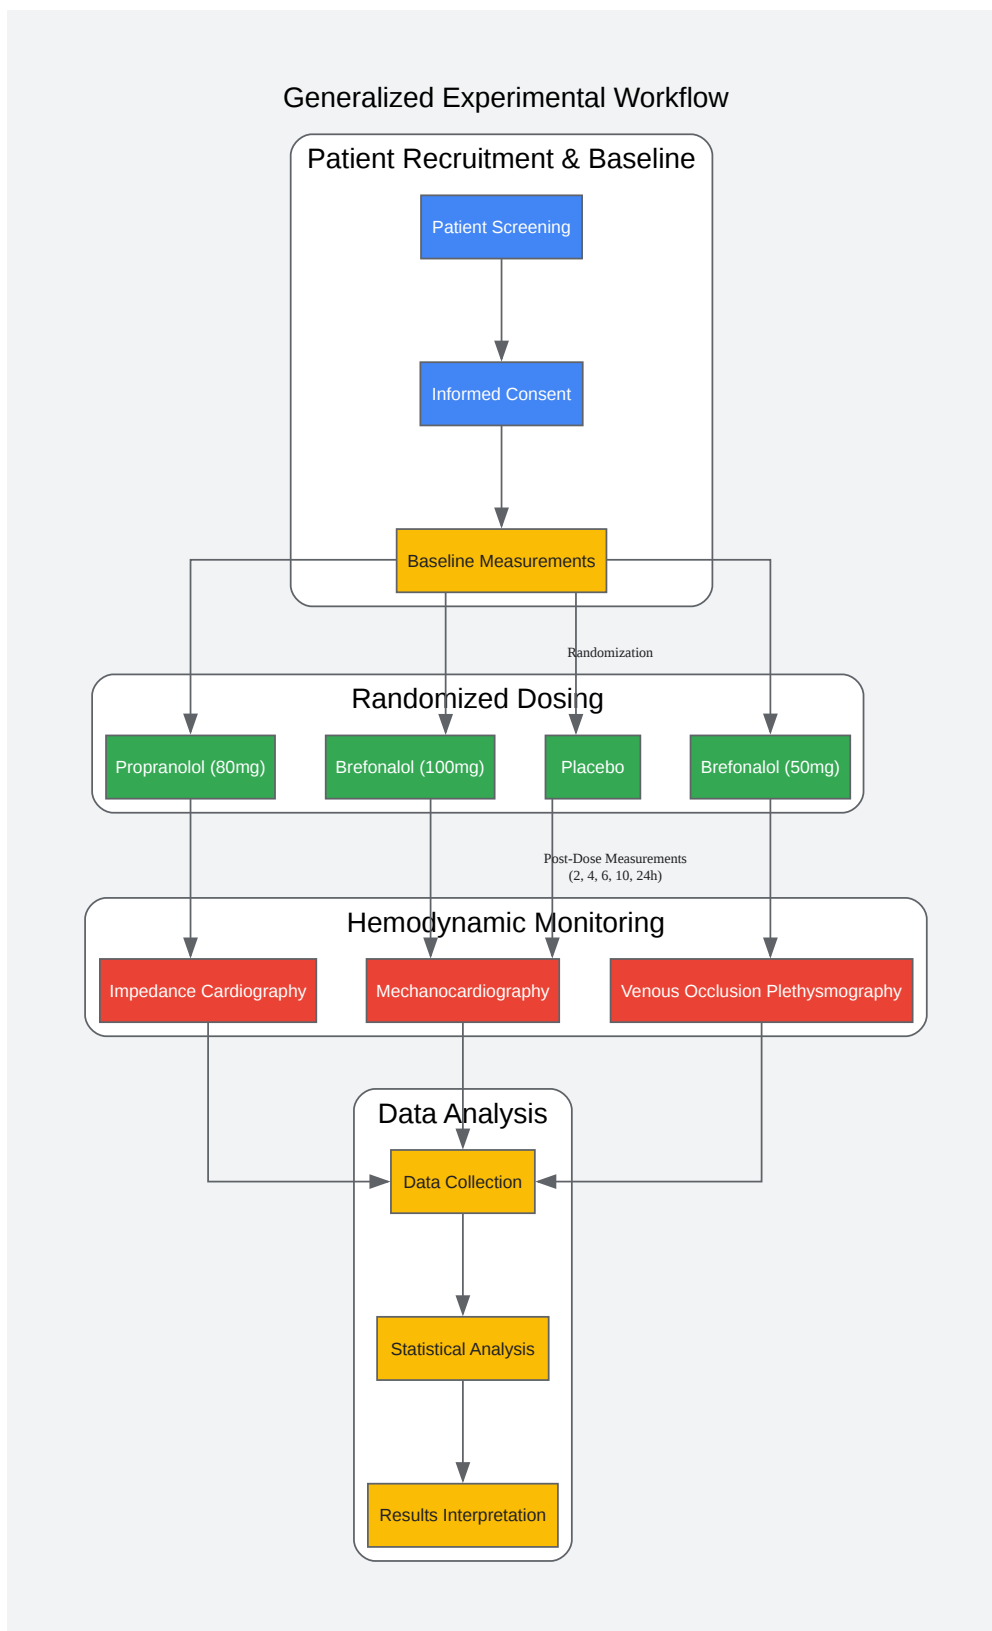 Generalized Experimental Workflow
Patient Recruitment & Baseline
Patient Screening
Informed Consent
Baseline Measurements
Randomization
Randomized Dosing
Propranolol (80mg)
Brefonalol (100mg)
Placebo
Brefonalol (50mg)
Post-Dose Measurements
(2, 4, 6, 10, 24h)
Hemodynamic Monitoring
Impedance Cardiography
Mechanocardiography
Venous Occlusion Plethysmography
Data Analysis
Data Collection
Statistical Analysis
Results Interpretation